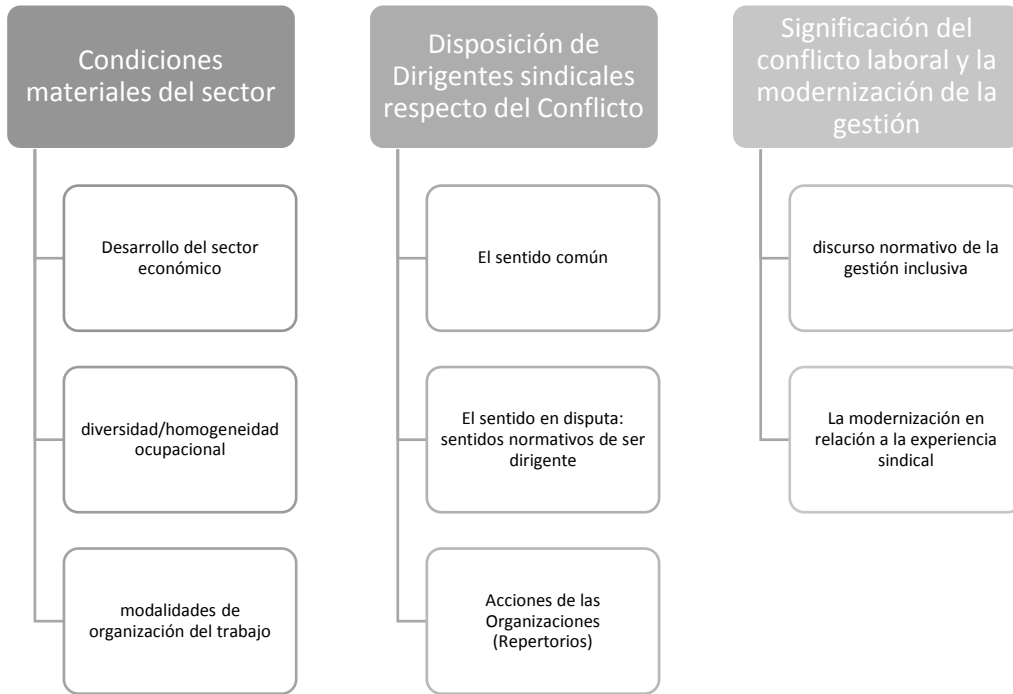 Condiciones
materiales del sector
Desarrollo del sector
económico
diversidad/homogeneidad
ocupacional
modalidades de
organización del trabajo
Disposición de
Dirigentes sindicales
respecto del Conflicto
El sentido común
El sentido en disputa:
sentidos normativos de ser
dirigente
Acciones de las
Organizaciones
(Repertorios)
Significación del
conflicto laboral y la
modernización de la
gestión
discurso normativo de la
gestión inclusiva
La modernización en
relación a la experiencia
sindical